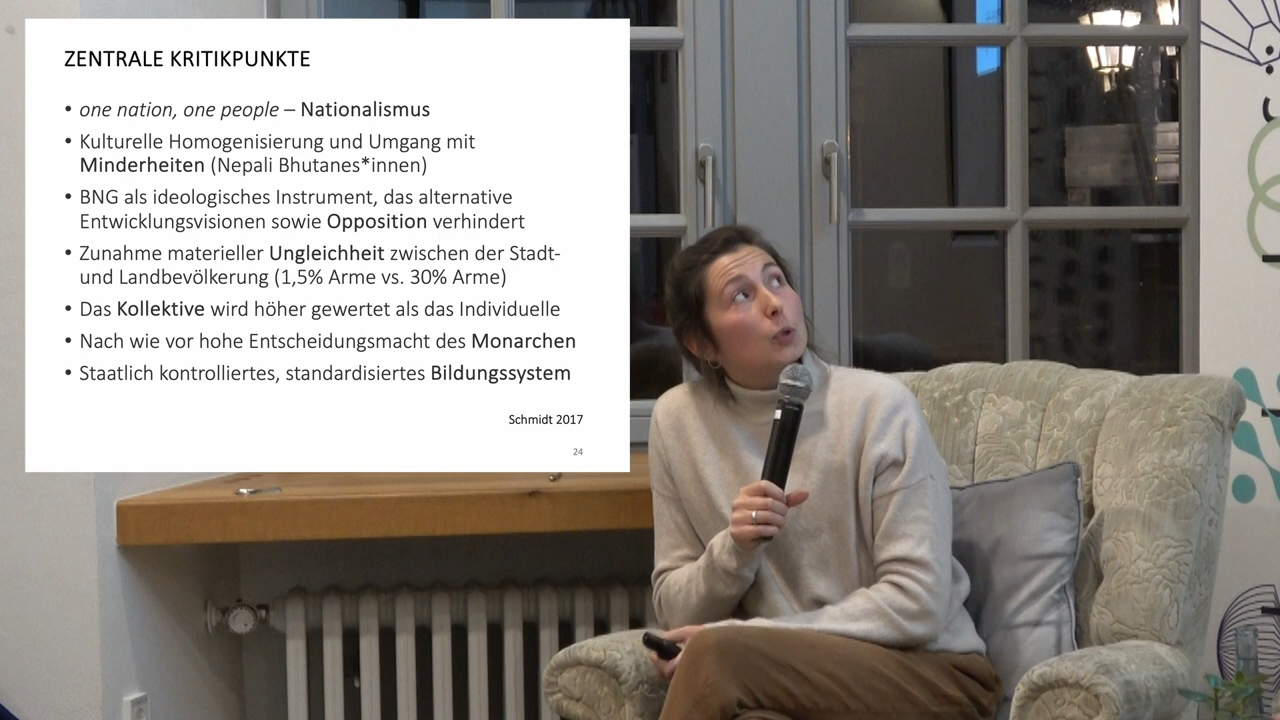 ZENTRALE KRITIKPUNKTE
• one nation, one people – Nationalismus
• Kulturelle Homogenisierung und Umgang mit
Minderheiten (Nepali Bhutanes*innen)
• BNG als ideologisches Instrument, das alternative
Entwicklungsvisionen sowie Opposition verhindert
• Zunahme materieller Ungleichheit zwischen der Stadt-
und Landbevölkerung (1,5% Arme vs. 30% Arme)
• Das Kollektive wird höher gewertet als das Individuelle
• Nach wie vor hohe Entscheidungsmacht des Monarchen
• Staatlich kontrolliertes, standardisiertes Bildungssystem
Schmidt 2017
24